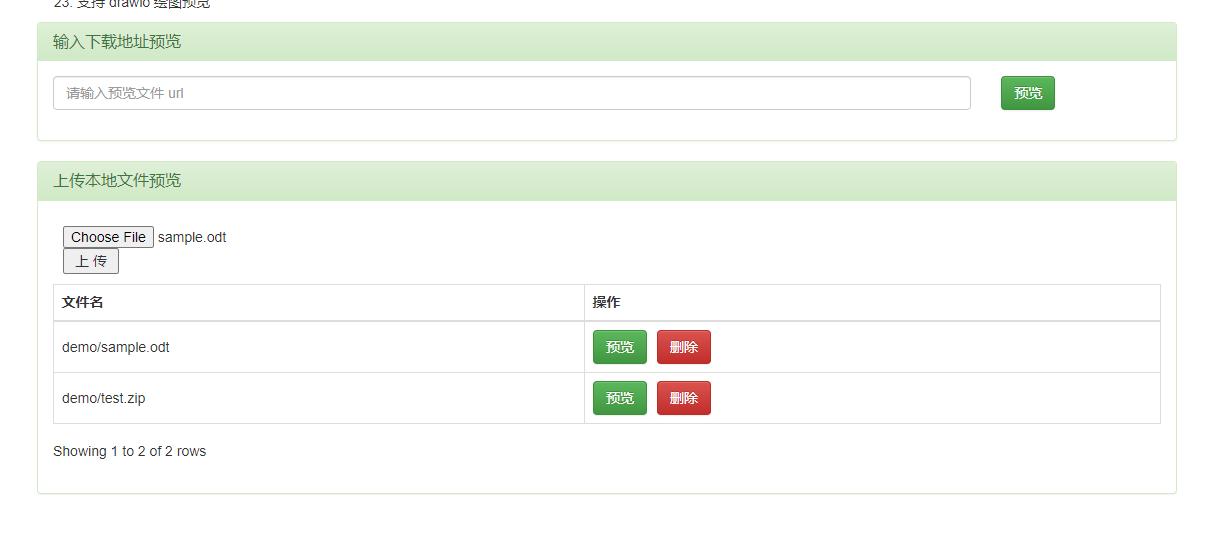 23. 支持 drawio 绘图预览
输入下载地址预览
请输入预览文件 url
预览
上传本地文件预览
Choose File sample.odt
上 传
文件名 操作
demo/sample.odt 预览 删除
demo/test.zip 预览 删除
Showing 1 to 2 of 2 rows